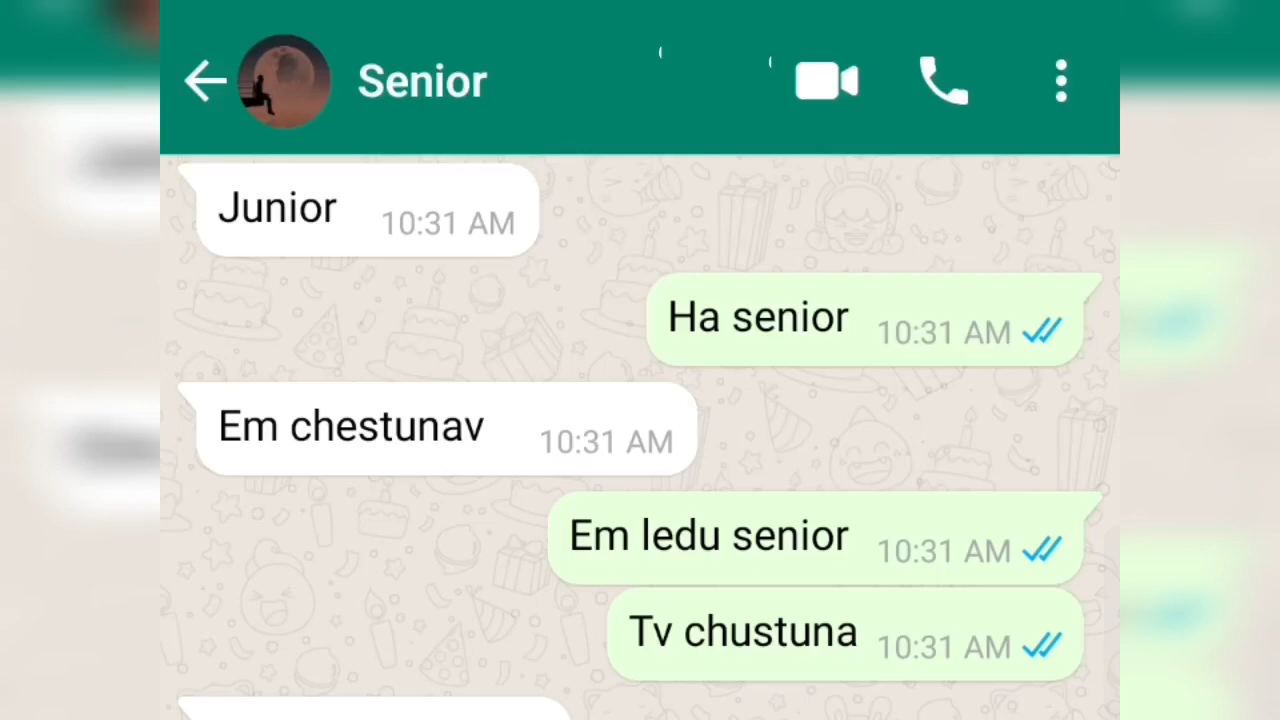 Senior
Junior 10:31 AM
Ha senior 10:31 AM
Em chestunav 10:31 AM
Em ledu senior 10:31 AM
Tv chustuna 10:31 AM